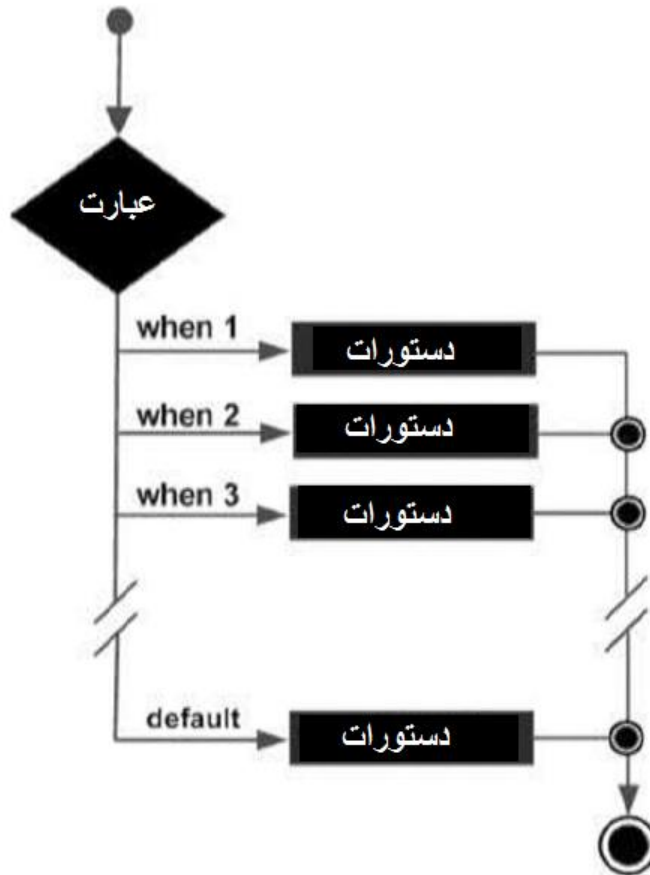 عبارت
when 1
دستورات
when 2
دستورات
when 3
دستورات
default
دستورات